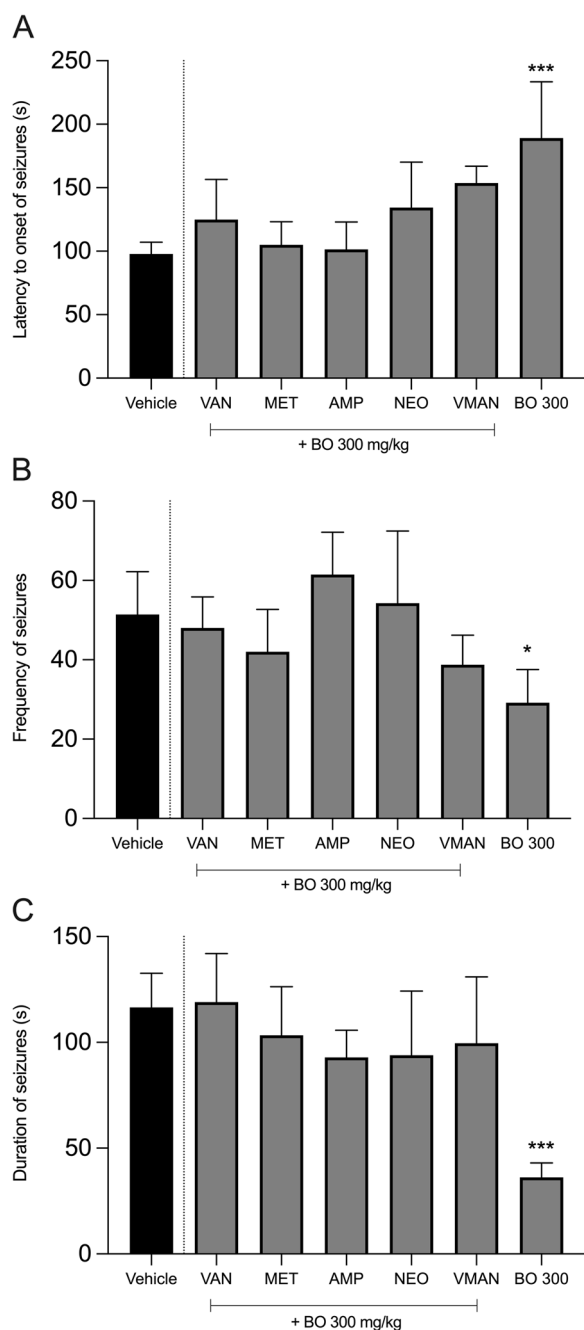 A
Latency to onset of seizures (s)
250
200
150
100
50
0
***
Vehicle VAN MET AMP NEO VMAN BO 300
+ BO 300 mg/kg
B
Frequency of seizures
80
60
40
20
0
*
Vehicle VAN MET AMP NEO VMAN BO 300
+ BO 300 mg/kg
C
Duration of seizures (s)
150
100
50
0
***
Vehicle VAN MET AMP NEO VMAN BO 300
+ BO 300 mg/kg